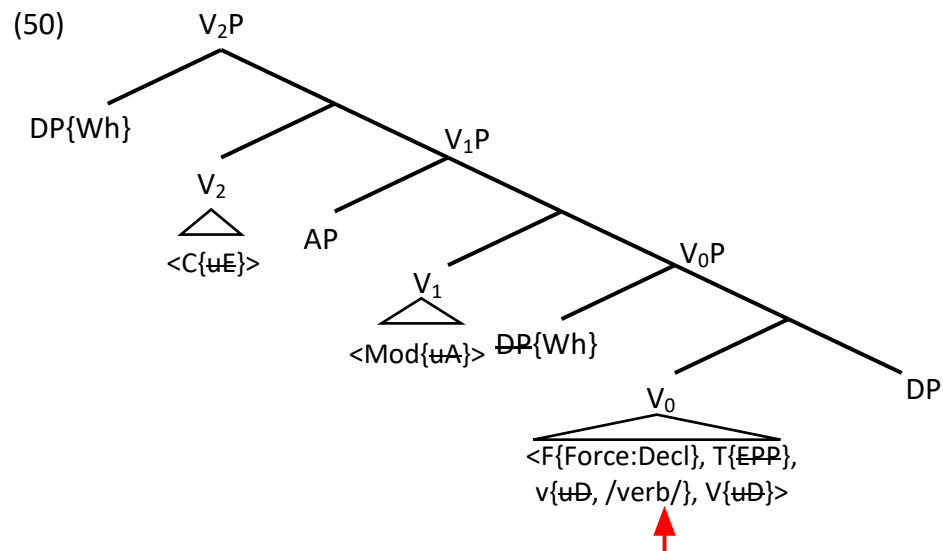 (50)
V₂P
DP{Wh}
V₁P
V₂
AP
<C{uE}>
V₀P
V₁
<Mod{uA}>
DP{Wh}
DP
V₀
<F{Force:Decl}, T{EPP},
v{uD, /verb/}, V{uD}>